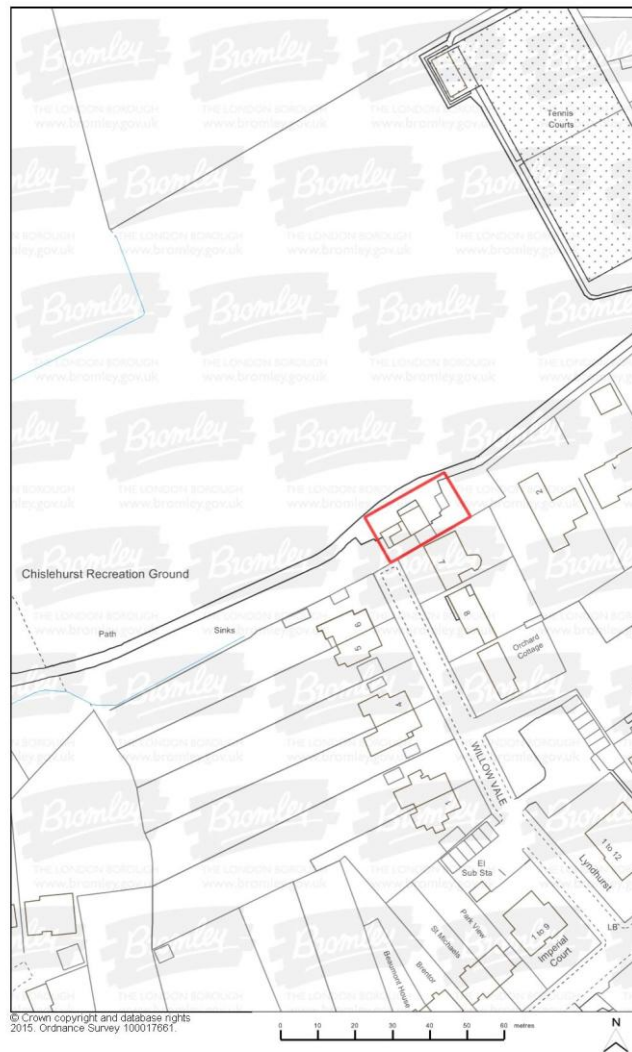 Bromley
THE LONDON BOROUGH
www.bromley.gov.uk
Tennis
Courts
Chislehurst Recreation Ground
Path
Sinks
2
1
7
8
Orchard
Cottage
6
5
4
1
WILLOW VALE
El
Sub Sta
1 to 12
Lyndhurst
LB
1 to 9
Imperial
Court
Park View
St Michaels
Brentor
Beaumont House
© Crown copyright and database rights
2015. Ordnance Survey 100017661.
0 10 20 30 40 50 60 metres
N